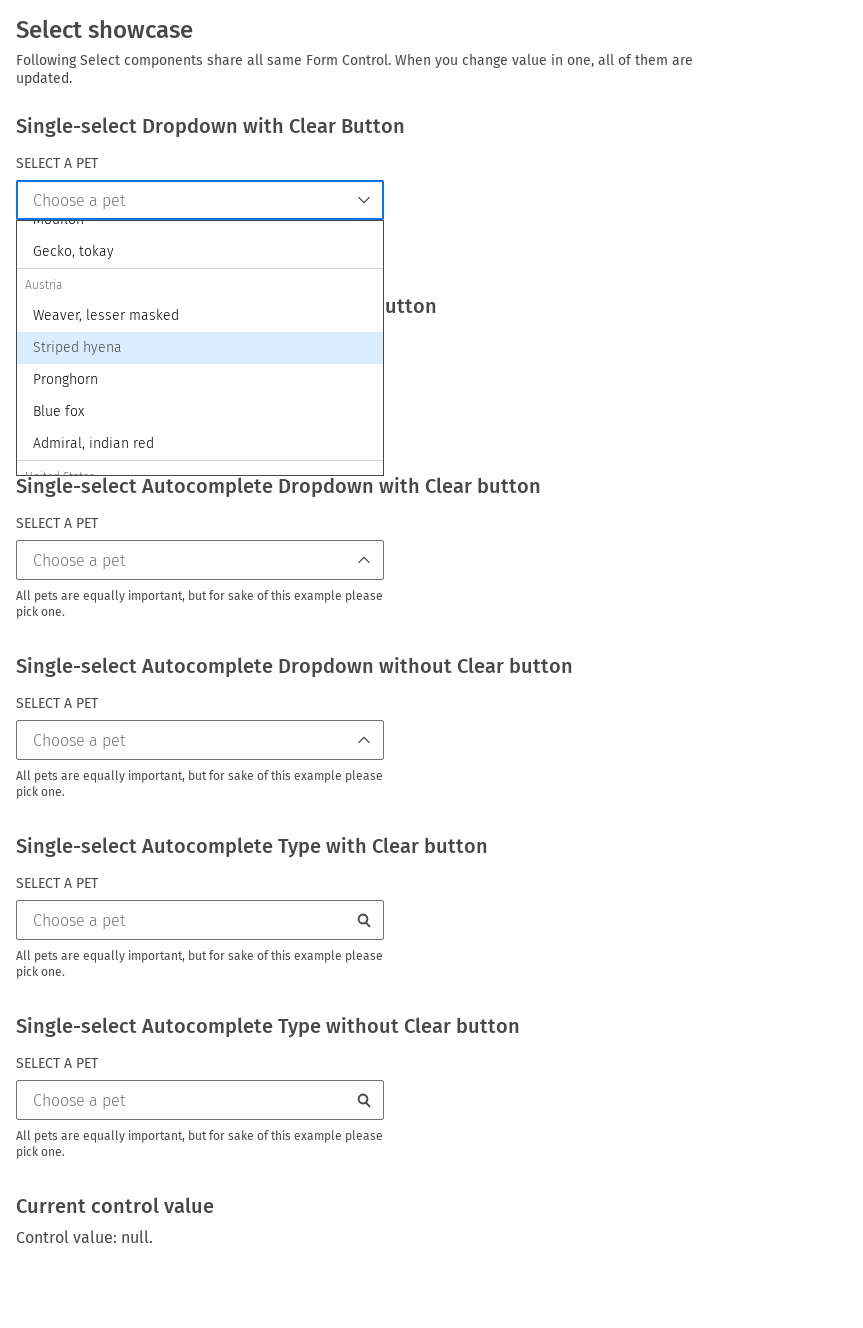 Select showcase
Following Select components share all same Form Control. When you change value in one, all of them are
updated.
Single-select Dropdown with Clear Button
SELECT A PET
Choose a pet
Gecko, tokay
Austria
utton
Weaver, lesser masked
Striped hyena
Pronghorn
Blue fox
Admiral, indian red
United States
Single-select Autocomplete Dropdown with Clear button
SELECT A PET
Choose a pet
All pets are equally important, but for sake of this example please
pick one.
Single-select Autocomplete Dropdown without Clear button
SELECT A PET
Choose a pet
All pets are equally important, but for sake of this example please
pick one.
Single-select Autocomplete Type with Clear button
SELECT A PET
Choose a pet
All pets are equally important, but for sake of this example please
pick one.
Single-select Autocomplete Type without Clear button
SELECT A PET
Choose a pet
All pets are equally important, but for sake of this example please
pick one.
Current control value
Control value: null.